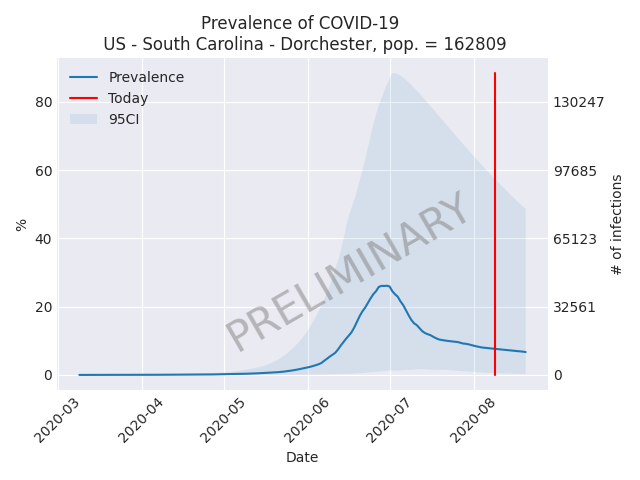 Prevalence of COVID-19
US - South Carolina - Dorchester, pop. = 162809
Prevalence
Today
95CI
80
60
40
20
0
%
130247
97685
65123
32561
0
# of infections
PRELIMINARY
2020-03
2020-04
2020-05
2020-06
2020-07
2020-08
Date